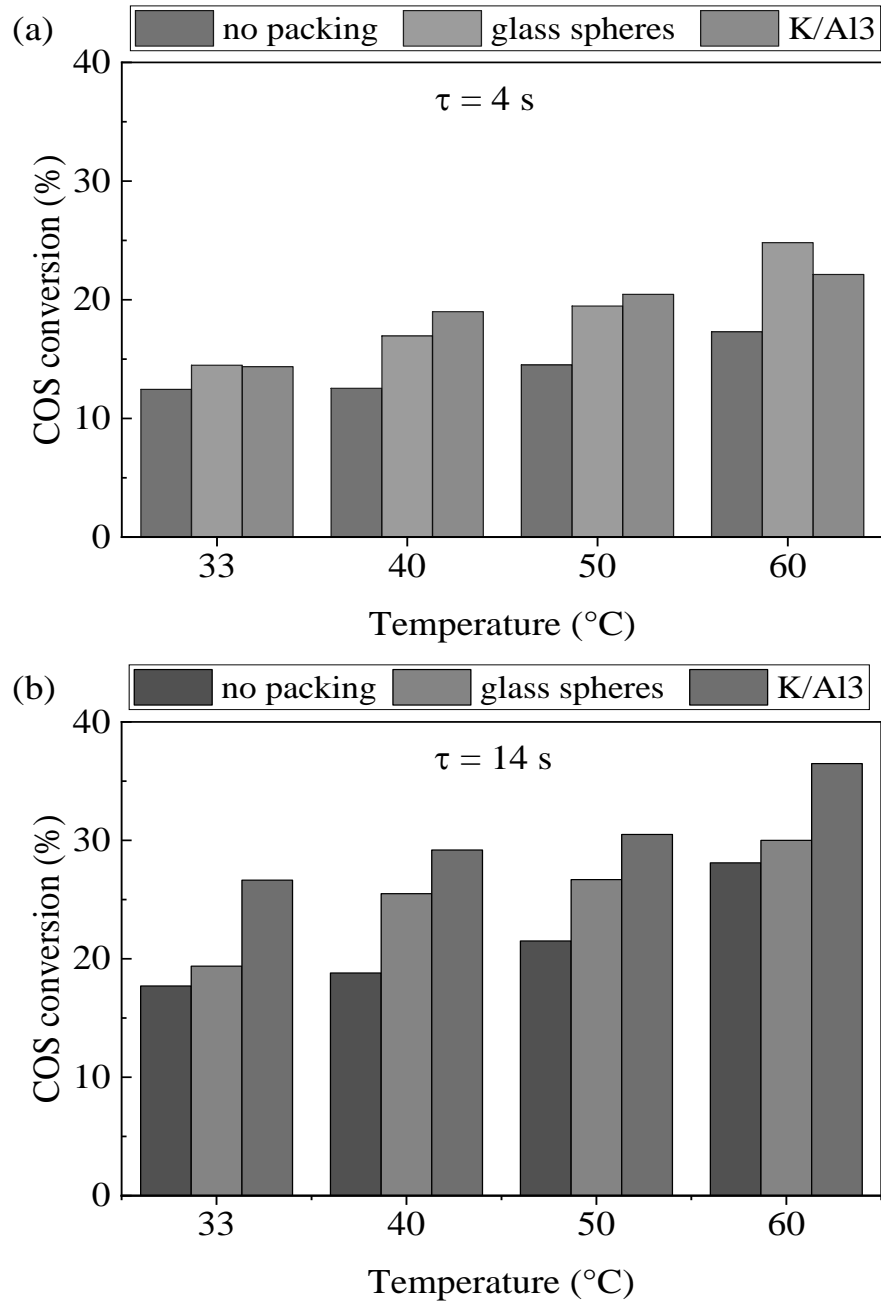 (a)
no packing glass spheres K/Al3
τ = 4 s
COS conversion (%)
40
30
20
10
0
33 40 50 60
Temperature (°C)
(b)
no packing glass spheres K/Al3
τ = 14 s
COS conversion (%)
40
30
20
10
0
33 40 50 60
Temperature (°C)